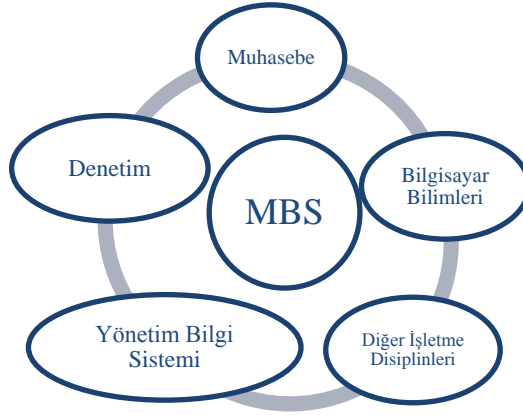 Muhasebe
Denetim
Bilgisayar
Bilimleri
MBS
Yönetim Bilgi
Sistemi
Diğer İşletme
Disiplinleri